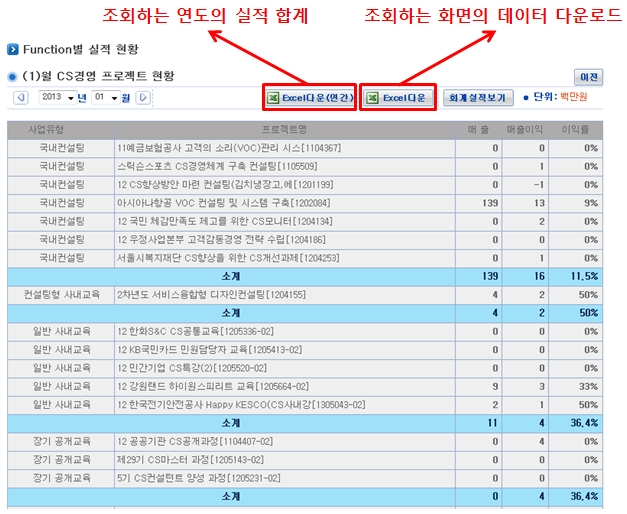 조회하는 연도의 실적 합계
조회하는 화면의 데이터 다운로드
Function별 실적 현황
(1)월 CS경영 프로젝트 현황
이전
2013 년 01 월
Excel다운(연간)
Excel다운
회계실적보기
단위: 백만원
사업유형 프로젝트명 매 출 매출이익 이익률
국내컨설팅 11예금보험공사 고객의 소리(VOC)관리 시스[1104367] 0 0 0%
국내컨설팅 스릭슨스포츠 CS경영체계 구축 컨설팅[1105509] 0 1 0%
국내컨설팅 12 CS향상방안 마련 컨설팅(김치냉장고,에[1201199] 0 -1 0%
국내컨설팅 아시아나항공 VOC 컨설팅 및 시스템 구축[1202084] 139 13 9%
국내컨설팅 12 국민 체감만족도 제고를 위한 CS모니터[1204134] 0 2 0%
국내컨설팅 12 우정사업본부 고객감동경영 전략 수립[1204186] 0 0 0%
국내컨설팅 서울시복지재단 CS향상을 위한 CS개선과제[1204253] 0 1 0%
소계 139 16 11.5%
컨설팅형 사내교육 2차년도 서비스융합형 디자인컨설팅[1204155] 4 2 50%
소계 4 2 50%
일반 사내교육 12 한화S&C CS공통교육[1205336-02] 0 0 0%
일반 사내교육 12 KB국민카드 민원담당자 교육[1205413-02] 0 0 0%
일반 사내교육 12 민간기업 CS특강(2)[1205520-02] 0 0 0%
일반 사내교육 12 강원랜드 하이원스피리트 교육[1205664-02] 9 3 33%
일반 사내교육 12 한국전기안전공사 Happy KESCO(CS사내강[1305043-02] 2 1 50%
소계 11 4 36.4%
장기 공개교육 12 공공기관 CS공개과정[1104407-02] 0 4 0%
장기 공개교육 제29기 CS마스터 과정[1205143-02] 0 0 0%
장기 공개교육 5기 CS컨설턴트 양성 과정[1205231-02] 0 0 0%
소계 0 4 36.4%